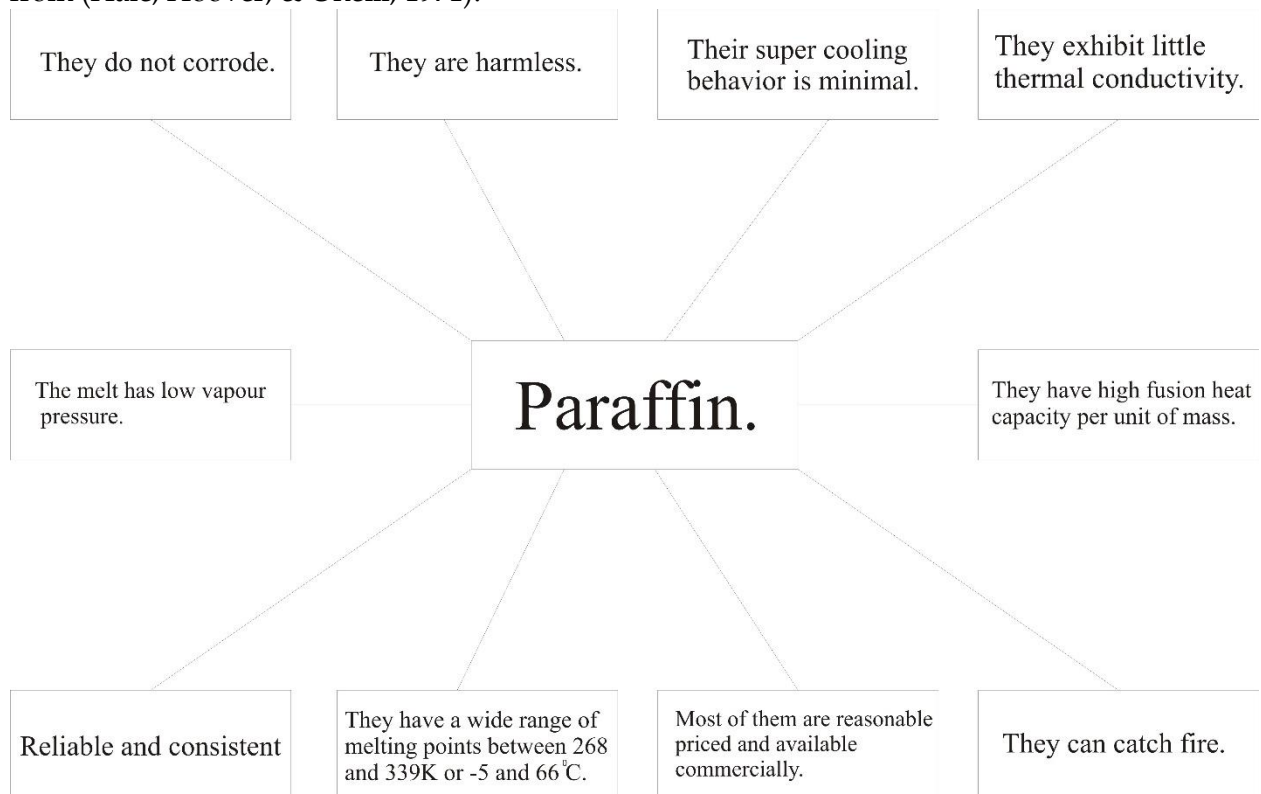 They do not corrode.
They are harmless.
Their super cooling
behavior is minimal.
They exhibit little
thermal conductivity.
The melt has low vapour
pressure.
Paraffin.
They have high fusion heat
capacity per unit of mass.
Reliable and consistent
They have a wide range of
melting points between 268
and 339K or -5 and 66 ⁰C.
Most of them are reasonable
priced and available
commercially.
They can catch fire.